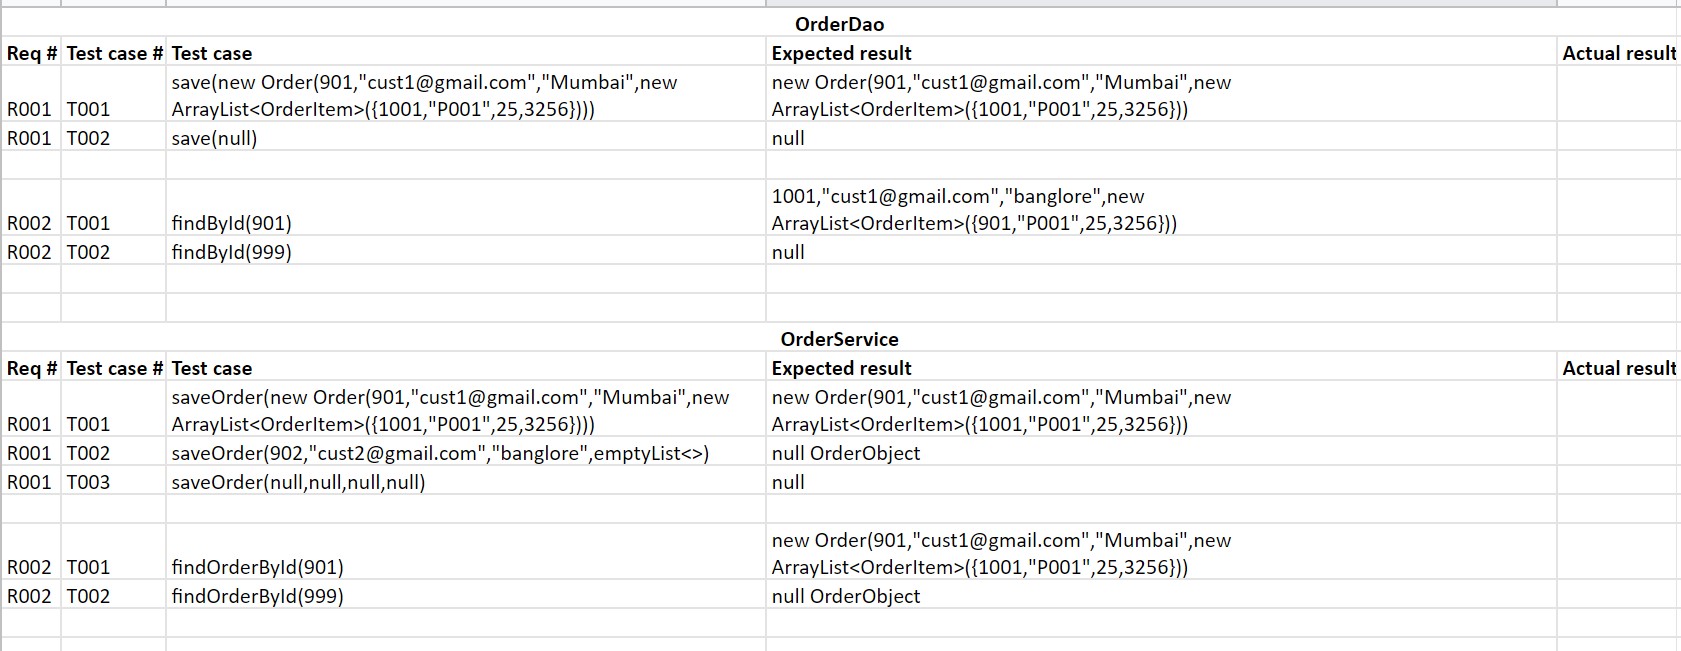 OrderDao
Req # Test case # Test case Expected result Actual result
save(new Order(901,"cust1@gmail.com","Mumbai",new new Order(901,"cust1@gmail.com","Mumbai",new
R001 T001 ArrayList<OrderItem>({1001,"P001",25,3256}))) ArrayList<OrderItem>({1001,"P001",25,3256}))
R001 T002 save(null) null
1001,"cust1@gmail.com","banglore",new
R002 T001 findById(901) ArrayList<OrderItem>({901,"P001",25,3256}))
R002 T002 findById(999) null
OrderService
Req # Test case # Test case Expected result Actual result
saveOrder(new Order(901,"cust1@gmail.com","Mumbai",new new Order(901,"cust1@gmail.com","Mumbai",new
R001 T001 ArrayList<OrderItem>({1001,"P001",25,3256}))) ArrayList<OrderItem>({1001,"P001",25,3256}))
R001 T002 saveOrder(902,"cust2@gmail.com","banglore",emptyList<>) null OrderObject
R001 T003 saveOrder(null,null,null,null) null
new Order(901,"cust1@gmail.com","Mumbai",new
R002 T001 findOrderById(901) ArrayList<OrderItem>({1001,"P001",25,3256}))
R002 T002 findOrderById(999) null OrderObject